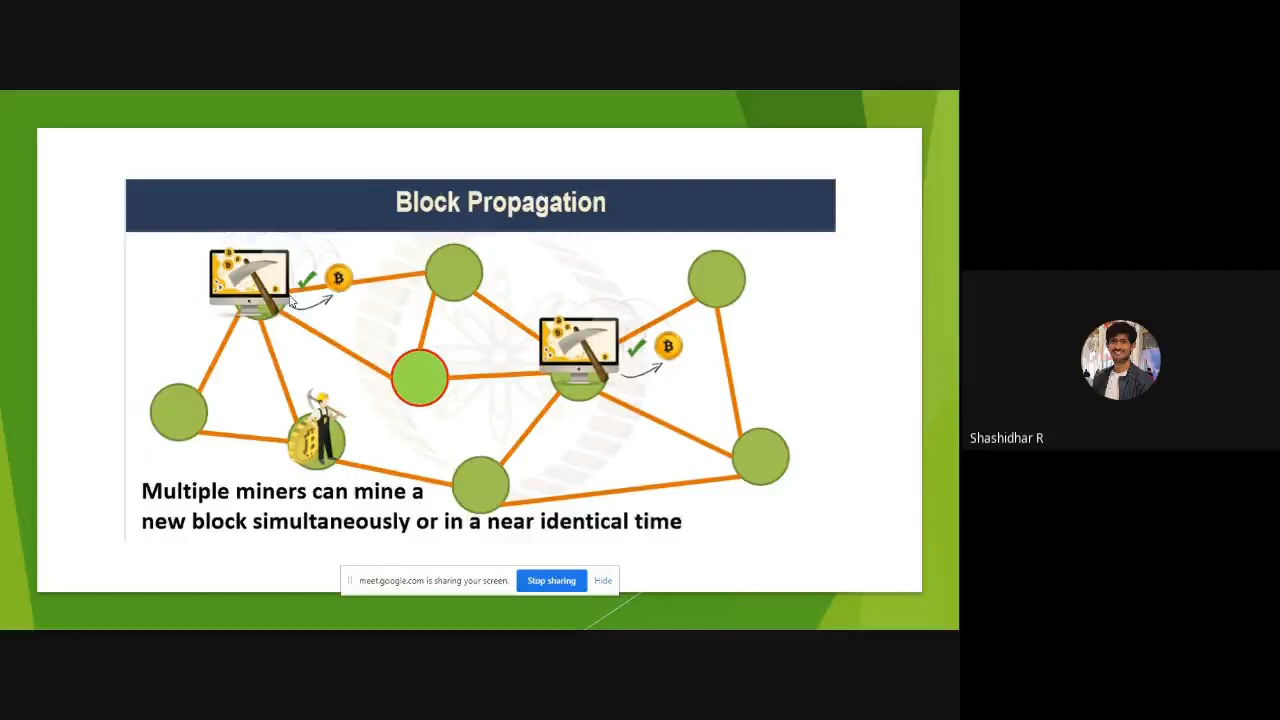 Block Propagation
Multiple miners can mine a
new block simultaneously or in a near identical time
meet.google.com is sharing your screen. Stop sharing Hide
Shashidhar R